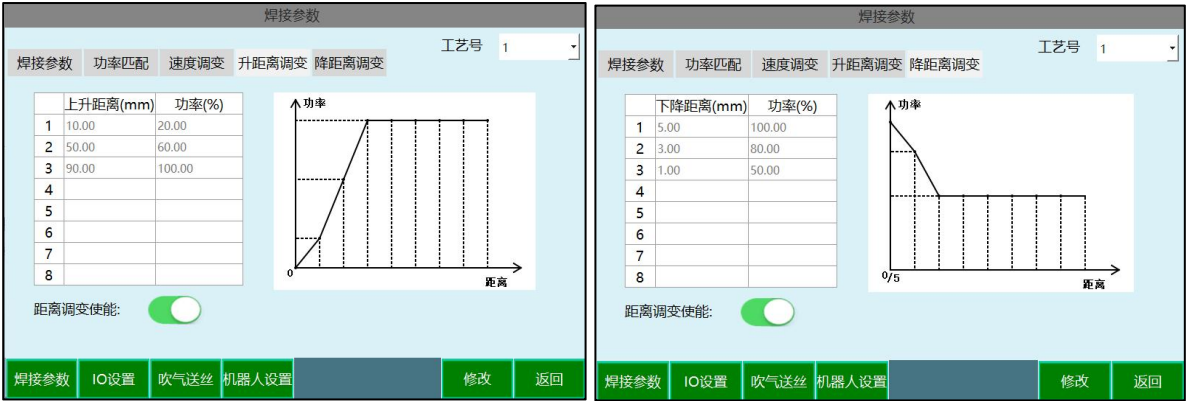 焊接参数
工艺号 1
焊接参数 功率匹配 速度调变 升距离调变 降距离调变
上升距离(mm) 功率(%)
1 10.00 20.00
2 50.00 60.00
3 90.00 100.00
4
5
6
7
8
功率
0
距离
距离调变使能:
焊接参数 IO设置 吹气送丝 机器人设置 修改 返回
焊接参数
工艺号 1
焊接参数 功率匹配 速度调变 升距离调变 降距离调变
下降距离(mm) 功率(%)
1 5.00 100.00
2 3.00 80.00
3 1.00 50.00
4
5
6
7
8
功率
0/5
距离
距离调变使能:
焊接参数 IO设置 吹气送丝 机器人设置 修改 返回